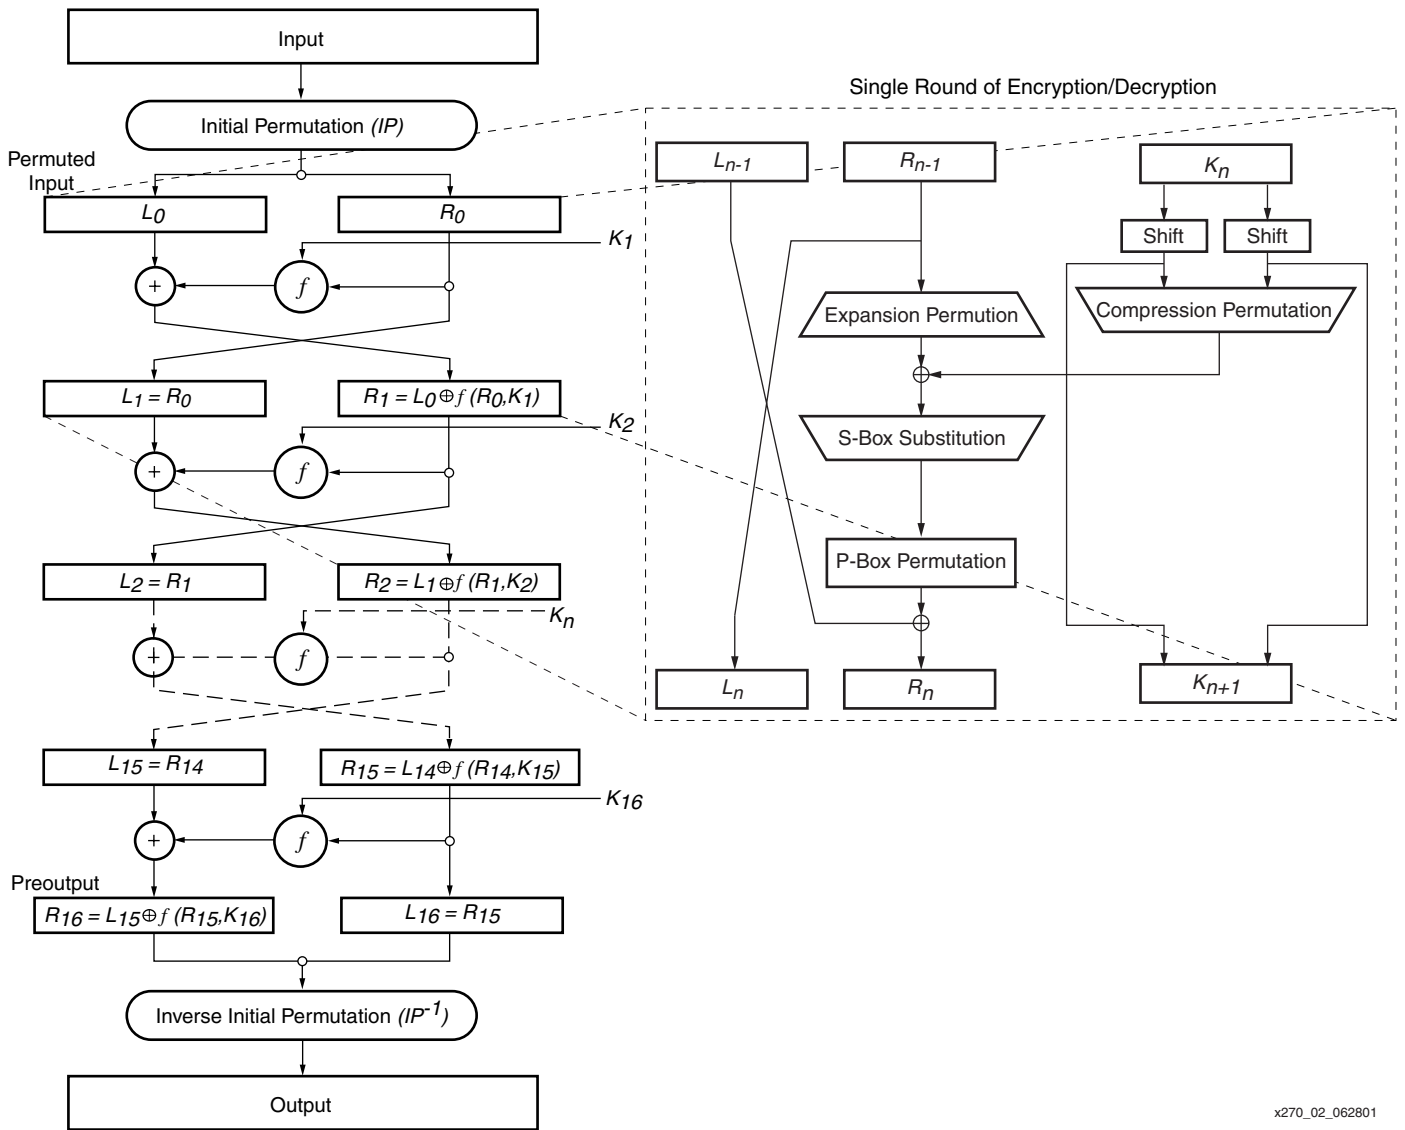 Input
Initial Permutation (IP)
Permuted
Input
L0
R0
K1
+
f
L1 = R0
R1 = L0 ⊕ f (R0,K1)
K2
+
f
L2 = R1
R2 = L1 ⊕ f (R1,K2)
Kn
+
f
L15 = R14
R15 = L14 ⊕ f (R14,K15)
K16
+
f
Preoutput
R16 = L15 ⊕ f (R15,K16)
L16 = R15
Inverse Initial Permutation (IP-1)
Output
Single Round of Encryption/Decryption
Ln-1
Rn-1
Kn
Shift
Shift
Expansion Permution
Compression Permutation
S-Box Substitution
P-Box Permutation
Ln
Rn
Kn+1
x270_02_062801